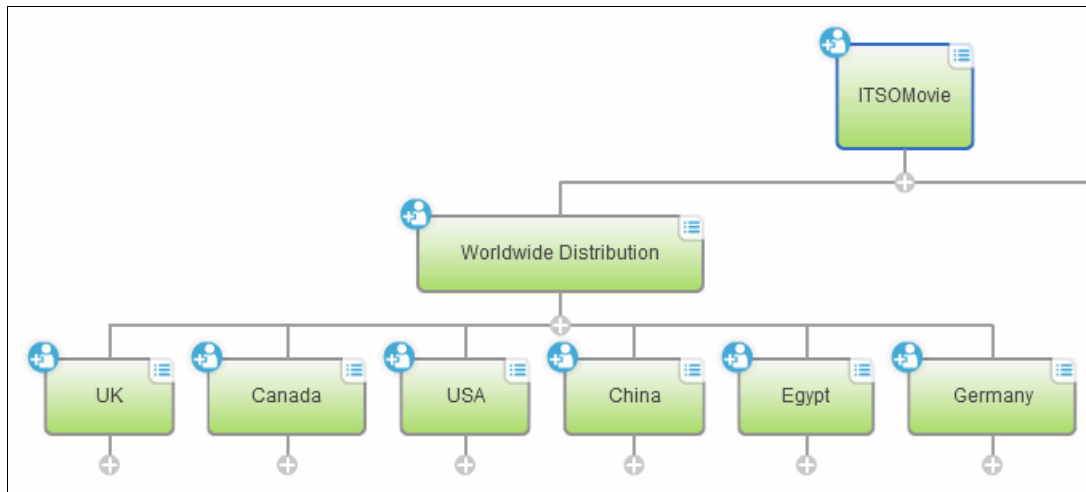 ITSOMovie
Worldwide Distribution
UK
Canada
USA
China
Egypt
Germany